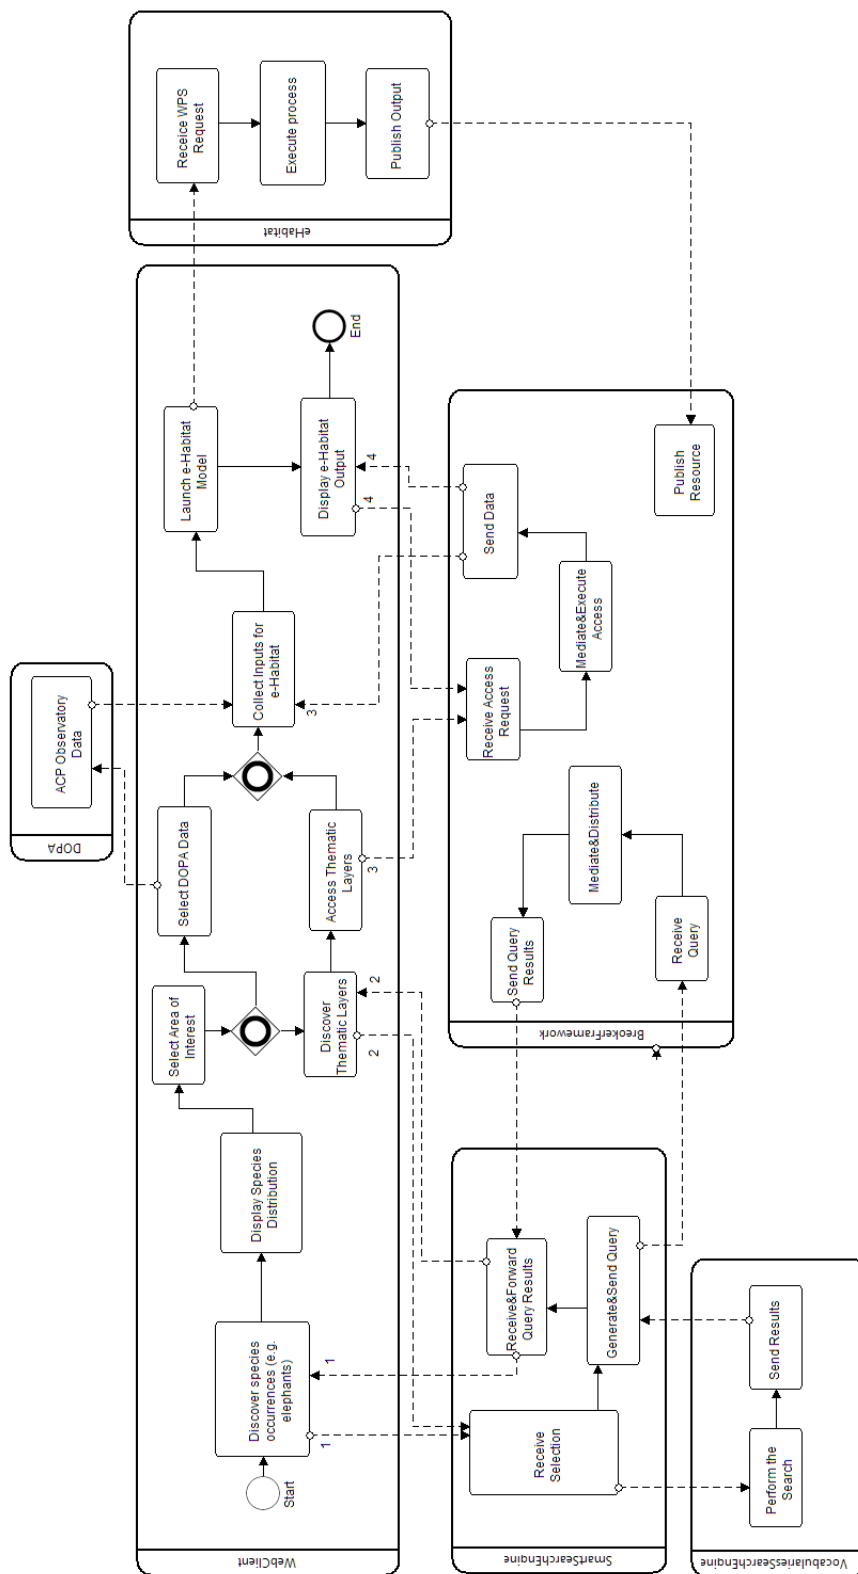 DOPA
ACP Observatory
Data
WebClient
Start
Discover species
occurrences (e.g.
elephants)
1
1
Display Species
Distribution
Select Area of
Interest
Discover
Thematic Layers
2
2
Select DOPA Data
Access Thematic
Layers
3
Collect Inputs for
e-Habitat
3
Launch e-Habitat
Model
Display e-Habitat
Output
4
4
End
eHabitat
Receice WPS
Request
Execute process
Publish Output
SmartSearchEngine
Receive
Selection
Receive&Forward
Query Results
Generate&Send Query
BreokerFramework
Send Query
Results
Receive
Query
Mediate&Distribute
Receive Access
Request
Mediate&Execute
Access
Send Data
Publish
Resource
VocabulariesSesearchEngine
Perform the
Search
Send Results